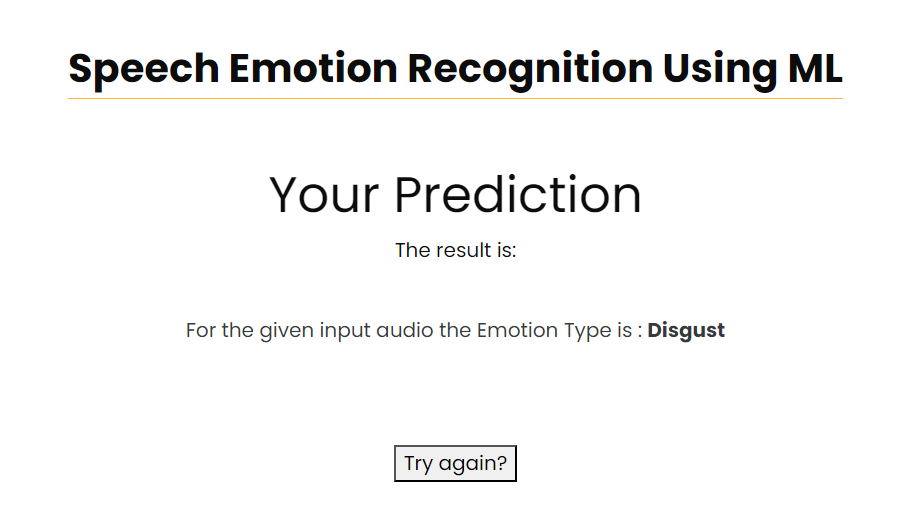 Speech Emotion Recognition Using ML
Your Prediction
The result is:
For the given input audio the Emotion Type is : Disgust
Try again?